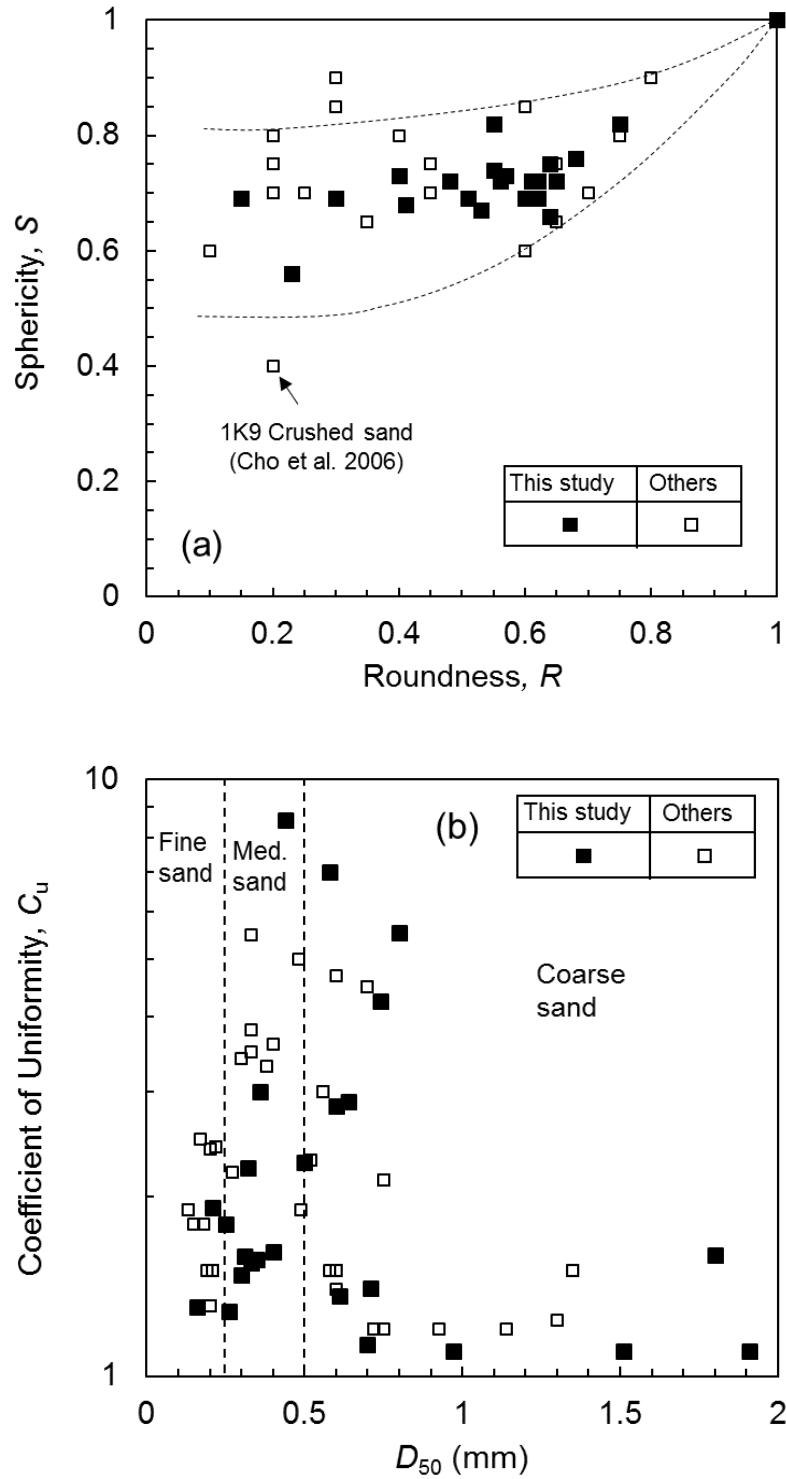 1
0.8
0.6
0.4
0.2
0
Sphericity, S
1K9 Crushed sand
(Cho et al. 2006)
This study Others
(a)
0 0.2 0.4 0.6 0.8 1
Roundness, R
10
1
Coefficient of Uniformity, Cu
Fine
sand
Med.
sand
(b)
This study Others
Coarse
sand
0 0.5 1 1.5 2
D50 (mm)